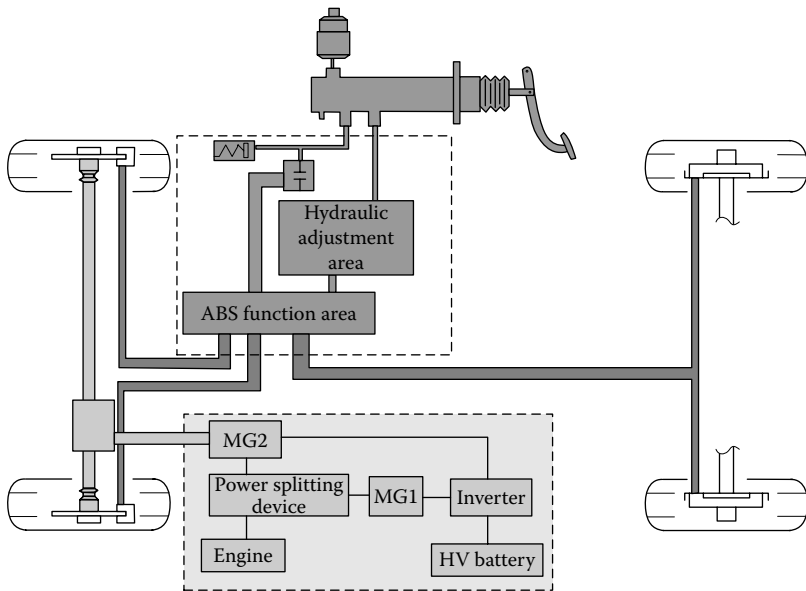 Hydraulic
adjustment
area
ABS function area
MG2
Power splitting
device
MG1
Inverter
Engine
HV battery